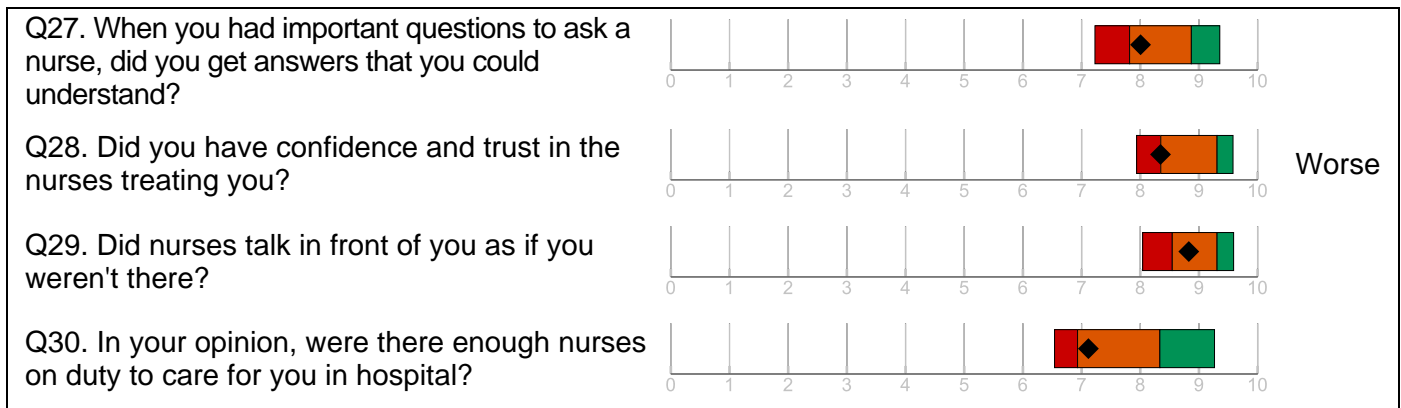 Q27. When you had important questions to ask a
nurse, did you get answers that you could
understand?
0 1 2 3 4 5 6 7 8 9 10
Q28. Did you have confidence and trust in the
nurses treating you?
0 1 2 3 4 5 6 7 8 9 10
Worse
Q29. Did nurses talk in front of you as if you
weren't there?
0 1 2 3 4 5 6 7 8 9 10
Q30. In your opinion, were there enough nurses
on duty to care for you in hospital?
0 1 2 3 4 5 6 7 8 9 10